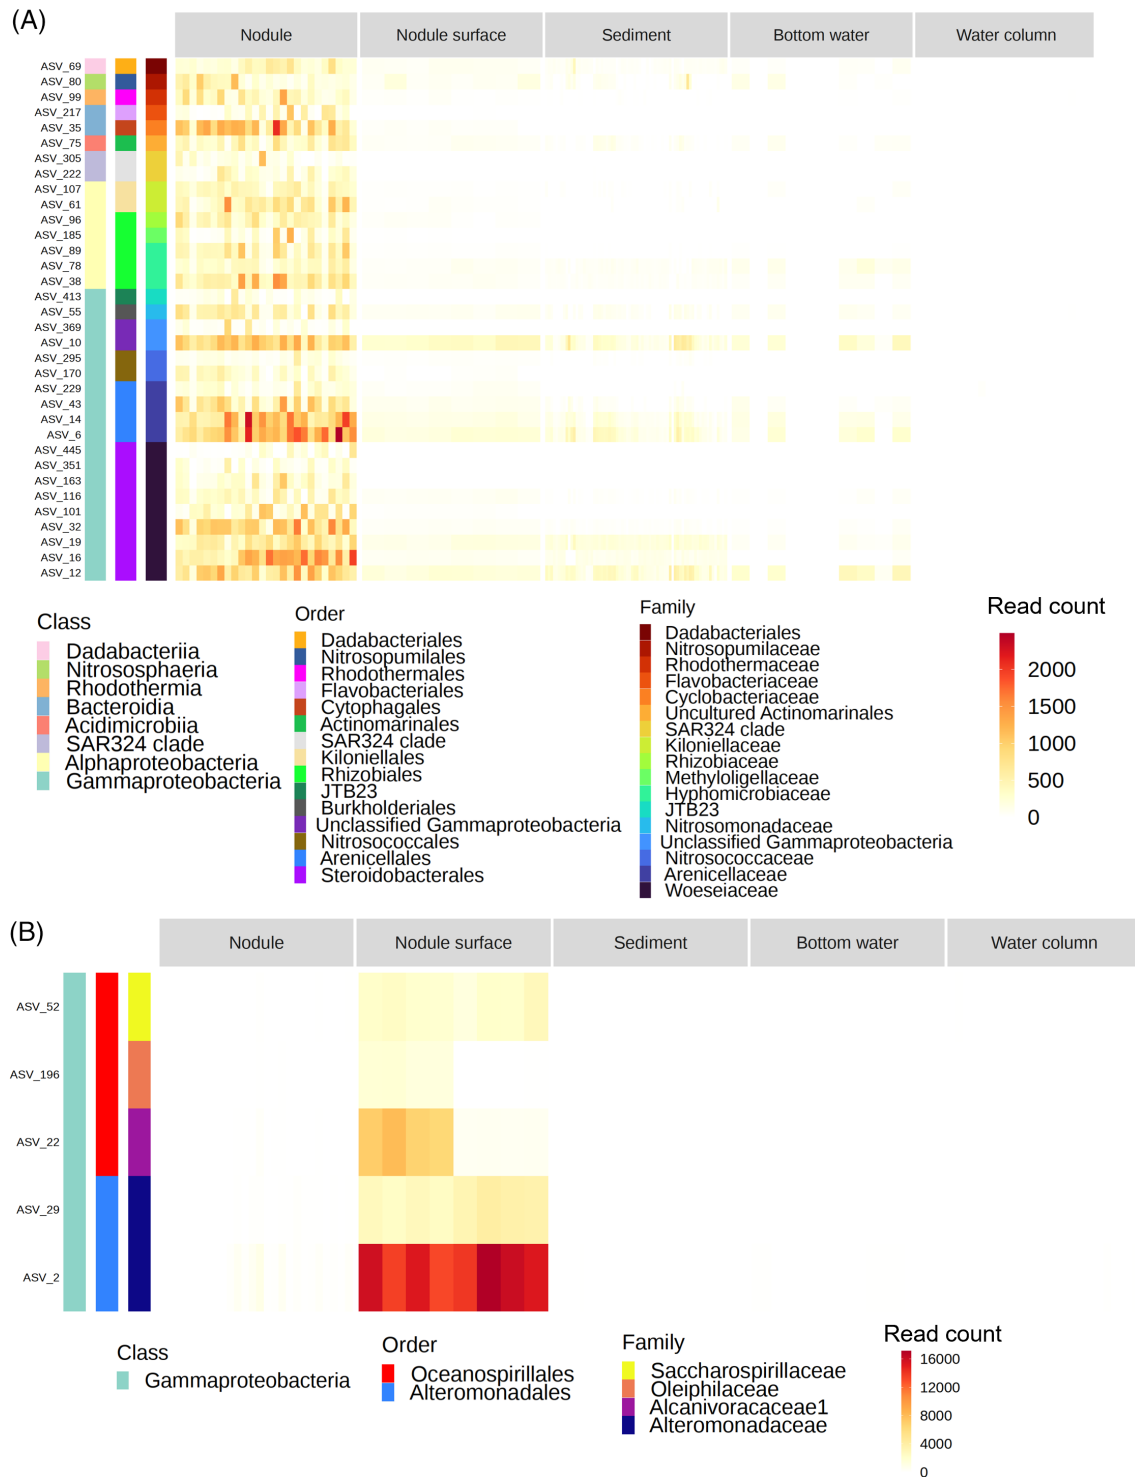 (A)
Nodule Nodule surface Sediment Bottom water Water column
ASV_69
ASV_80
ASV_99
ASV_217
ASV_35
ASV_75
ASV_305
ASV_222
ASV_107
ASV_61
ASV_96
ASV_185
ASV_89
ASV_78
ASV_38
ASV_413
ASV_55
ASV_369
ASV_10
ASV_295
ASV_170
ASV_229
ASV_43
ASV_14
ASV_6
ASV_445
ASV_351
ASV_163
ASV_116
ASV_101
ASV_32
ASV_19
ASV_16
ASV_12
Class
Dadabacteriia
Nitrososphaeria
Rhodothermia
Bacteroidia
Acidimicrobiia
SAR324 clade
Alphaproteobacteria
Gammaproteobacteria
Order
Dadabacteriales
Nitrosopumilales
Rhodothermales
Flavobacteriales
Cytophagales
Actinomarinales
SAR324 clade
Kiloniellales
Rhizobiales
JTB23
Burkholderiales
Unclassified Gammaproteobacteria
Nitrosococcales
Arenicellales
Steroidobacterales
Family
Dadabacteriales
Nitrosopumilaceae
Rhodothermaceae
Flavobacteriaceae
Cyclobacteriaceae
Uncultured Actinomarinales
SAR324 clade
Kiloniellaceae
Rhizobiaceae
Methyloligellaceae
Hyphomicrobiaceae
JTB23
Nitrosomonadaceae
Unclassified Gammaproteobacteria
Nitrosococcaceae
Arenicellaceae
Woeseiaceae
Read count
2000
1500
1000
500
0
(B)
Nodule Nodule surface Sediment Bottom water Water column
ASV_52
ASV_196
ASV_22
ASV_29
ASV_2
Class
Gammaproteobacteria
Order
Oceanospirillales
Alteromonadales
Family
Saccharospirillaceae
Oleiphilaceae
Alcanivoracaceae1
Alteromonadaceae
Read count
16000
12000
8000
4000
0